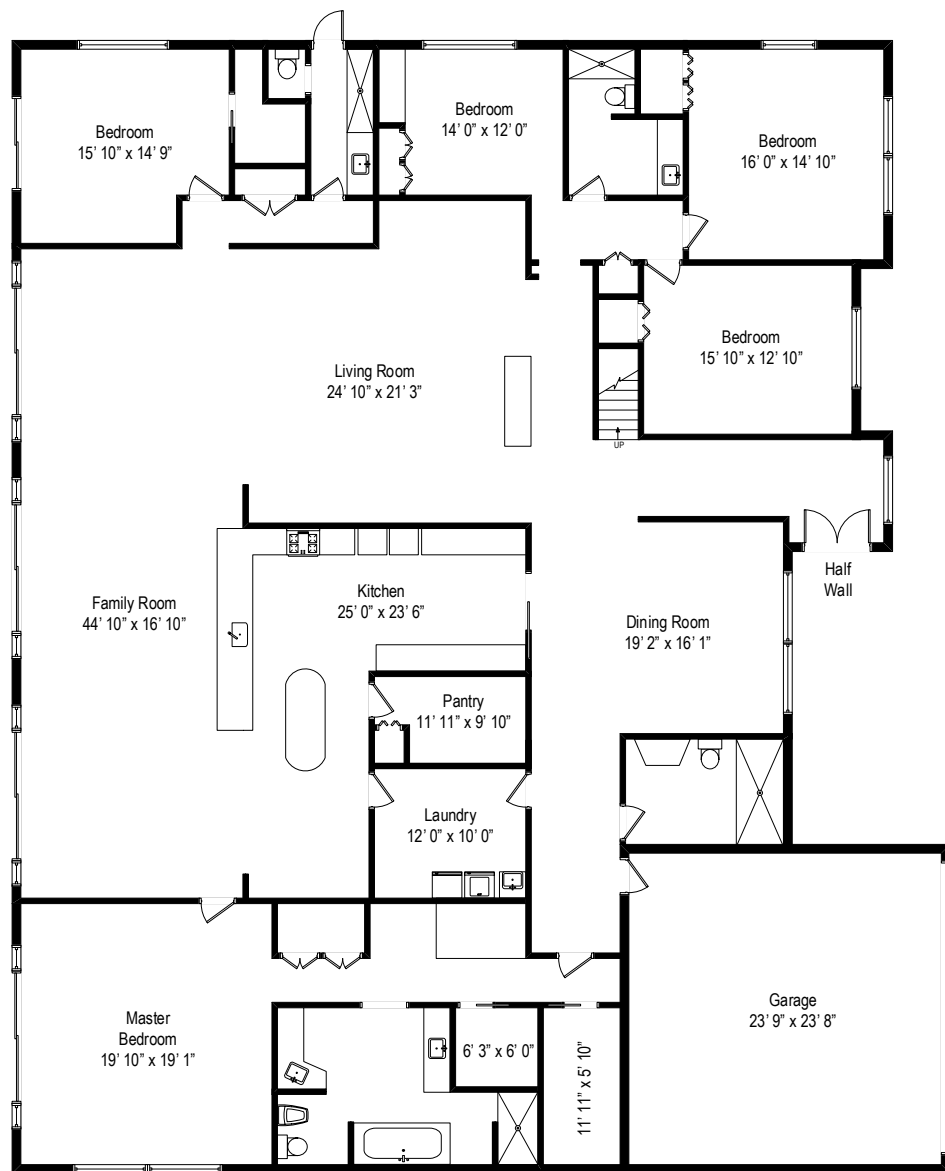 Bedroom
15' 10" x 14' 9"
Bedroom
14' 0" x 12' 0"
Bedroom
16' 0" x 14' 10"
Bedroom
15' 10" x 12' 10"
Living Room
24' 10" x 21' 3"
UP
Half
Wall
Family Room
44' 10" x 16' 10"
Kitchen
25' 0" x 23' 6"
Dining Room
19' 2" x 16' 1"
Pantry
11' 11" x 9' 10"
Laundry
12' 0" x 10' 0"
Master
Bedroom
19' 10" x 19' 1"
6' 3" x 6' 0"
11' 11" x 5' 10"
Garage
23' 9" x 23' 8"